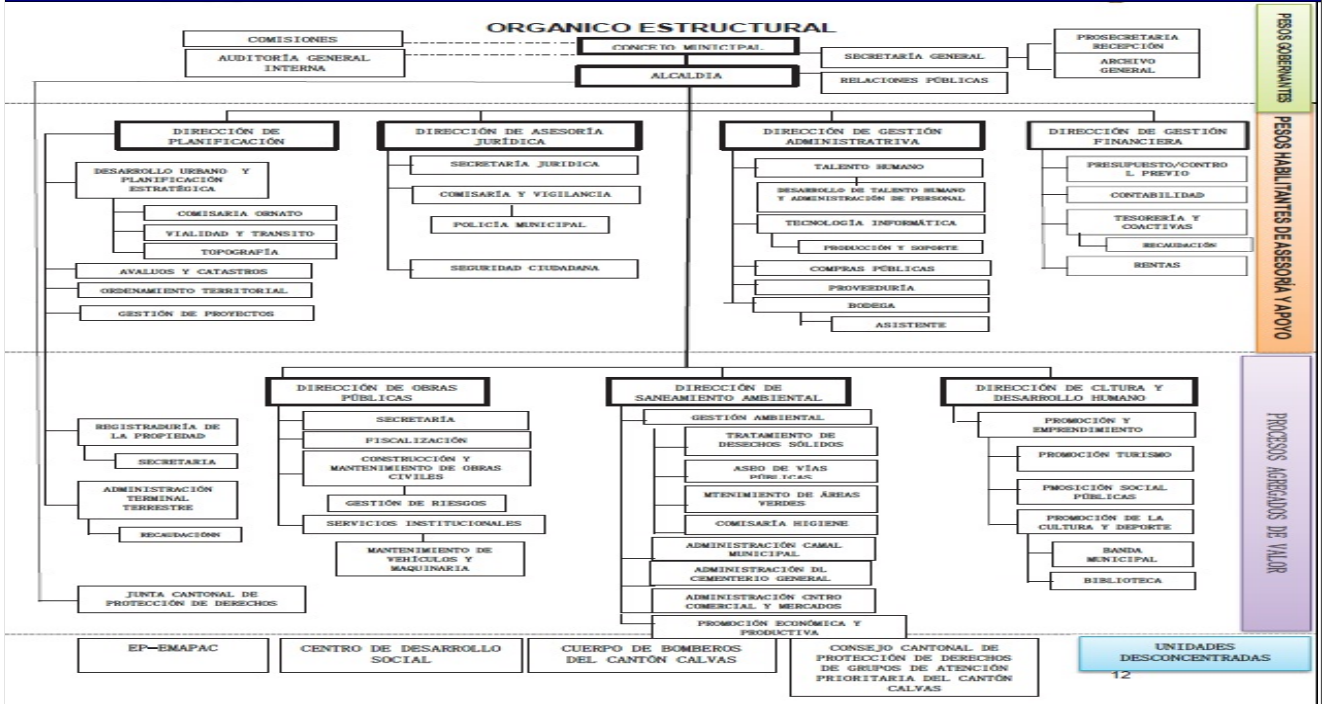 ORGANICO ESTRUCTURAL
COMISIONES
AUDITORÍA GENERAL
INTERNA
CONCEJO MUNICIPAL
ALCALDIA
SECRETARÍA GENERAL
RELACIONES PÚBLICAS
PROSECRETARIA
RECEPCIÓN
ARCHIVO
GENERAL
PESOS GOBERNANTES
DIRECCIÓN DE
PLANIFICACIÓN
DESARROLLO URBANO Y
PLANIFICACIÓN
ESTRATÉGICA
COMISARIA ORNATO
VIALIDAD Y TRANSITO
TOPOGRAFÍA
AVALUOS Y CATASTROS
ORDENAMIENTO TERRITORIAL
GESTIÓN DE PROYECTOS
DIRECCIÓN DE ASESORÍA
JURÍDICA
SECRETARÍA JURIDICA
COMISARÍA Y VIGILANCIA
POLICÍA MUNICIPAL
SEGURIDAD CIUDADANA
DIRECCIÓN DE GESTIÓN
ADMINISTRATRIVA
TALENTO HUMANO
DESARROLLO DE TALENTO HUMANO
Y ADMINISTRACIÓN DE PERSONAL
TECNOLOGÍA INFORMÁTICA
PRODUCCIÓN Y SOPORTE
COMPRAS PÚBLICAS
PROVEEDURÍA
BODEGA
ASISTENTE
DIRECCIÓN DE GESTIÓN
FINANCIERA
PRESUPUESTO/CONTRO
L PREVIO
CONTABILIDAD
TESORERÍA Y
COACTIVAS
RECAUDACIÓN
RENTAS
PESOS HABILITANTES DE ASESORÍA Y APOYO
REGISTRADURÍA DE
LA PROPIEDAD
SECRETARIA
ADMINISTRACIÓN
TERMINAL
TERRESTRE
RECAUDACIÓNN
JUNTA CANTONAL DE
PROTECCIÓN DE DERECHOS
DIRECCIÓN DE OBRAS
PÚBLICAS
SECRETARÍA
FISCALIZACIÓN
CONSTRUCCIÓN Y
MANTENIMIENTO DE OBRAS
CIVILES
GESTIÓN DE RIESGOS
SERVICIOS INSTITUCIONALES
MANTENIMIENTO DE
VEHÍCULOS Y
MAQUINARIA
DIRECCIÓN DE
SANEAMIENTO AMBIENTAL
GESTIÓN AMBIENTAL
TRATAMIENTO DE
DESECHOS SÓLIDOS
ASEO DE VÍAS
PÚBLICAS
MTENIMIENTO DE ÁREAS
VERDES
COMISARÍA HIGIENE
ADMINISTRACIÓN CAMAL
MUNICIPAL
ADMINISTRACIÓN DL
CEMENTERIO GENERAL
ADMINISTRACIÓN CNTRO
COMERCIAL Y MERCADOS
PROMOCIÓN ECONÓMICA Y
PRODUCTIVA
DIRECCIÓN DE CLTURA Y
DESARROLLO HUMANO
PROMOCIÓN Y
EMPRENDIMIENTO
PROMOCIÓN TURISMO
PMOSICIÓN SOCIAL
PÚBLICAS
PROMOCIÓN DE LA
CULTURA Y DEPORTE
BANDA
MUNICIPAL
BIBLIOTECA
PROCESOS AGREGADOS DE VALOR
EP-EMAPAC
CENTRO DE DESARROLLO
SOCIAL
CUERPO DE BOMBEROS
DEL CANTÓN CALVAS
CONSEJO CANTONAL DE
PROTECCIÓN DE DERECHOS
DE GRUPOS DE ATENCIÓN
PRIORITARIA DEL CANTÓN
CALVAS
UNIDADES
DESCONCENTRADAS
12